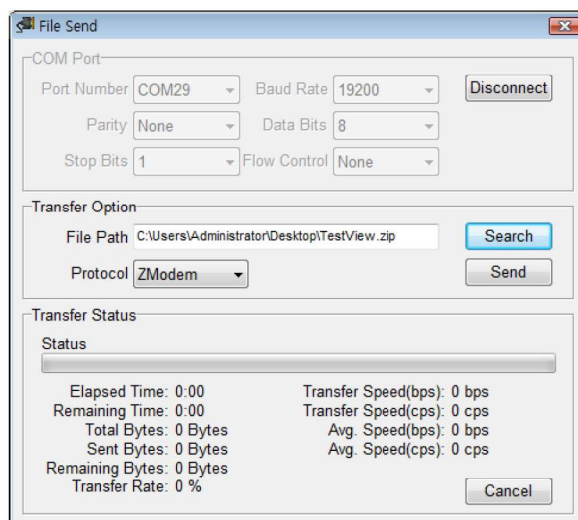 File Send
COM Port
Port Number COM29 Baud Rate 19200 Disconnect
Parity None Data Bits 8
Stop Bits 1 Flow Control None
Transfer Option
File Path C:\Users\Administrator\Desktop\TestView.zip Search
Protocol ZModem Send
Transfer Status
Status
Elapsed Time: 0:00 Transfer Speed(bps): 0 bps
Remaining Time: 0:00 Transfer Speed(cps): 0 cps
Total Bytes: 0 Bytes Avg. Speed(bps): 0 bps
Sent Bytes: 0 Bytes Avg. Speed(cps): 0 cps
Remaining Bytes: 0 Bytes
Transfer Rate: 0 %
Cancel